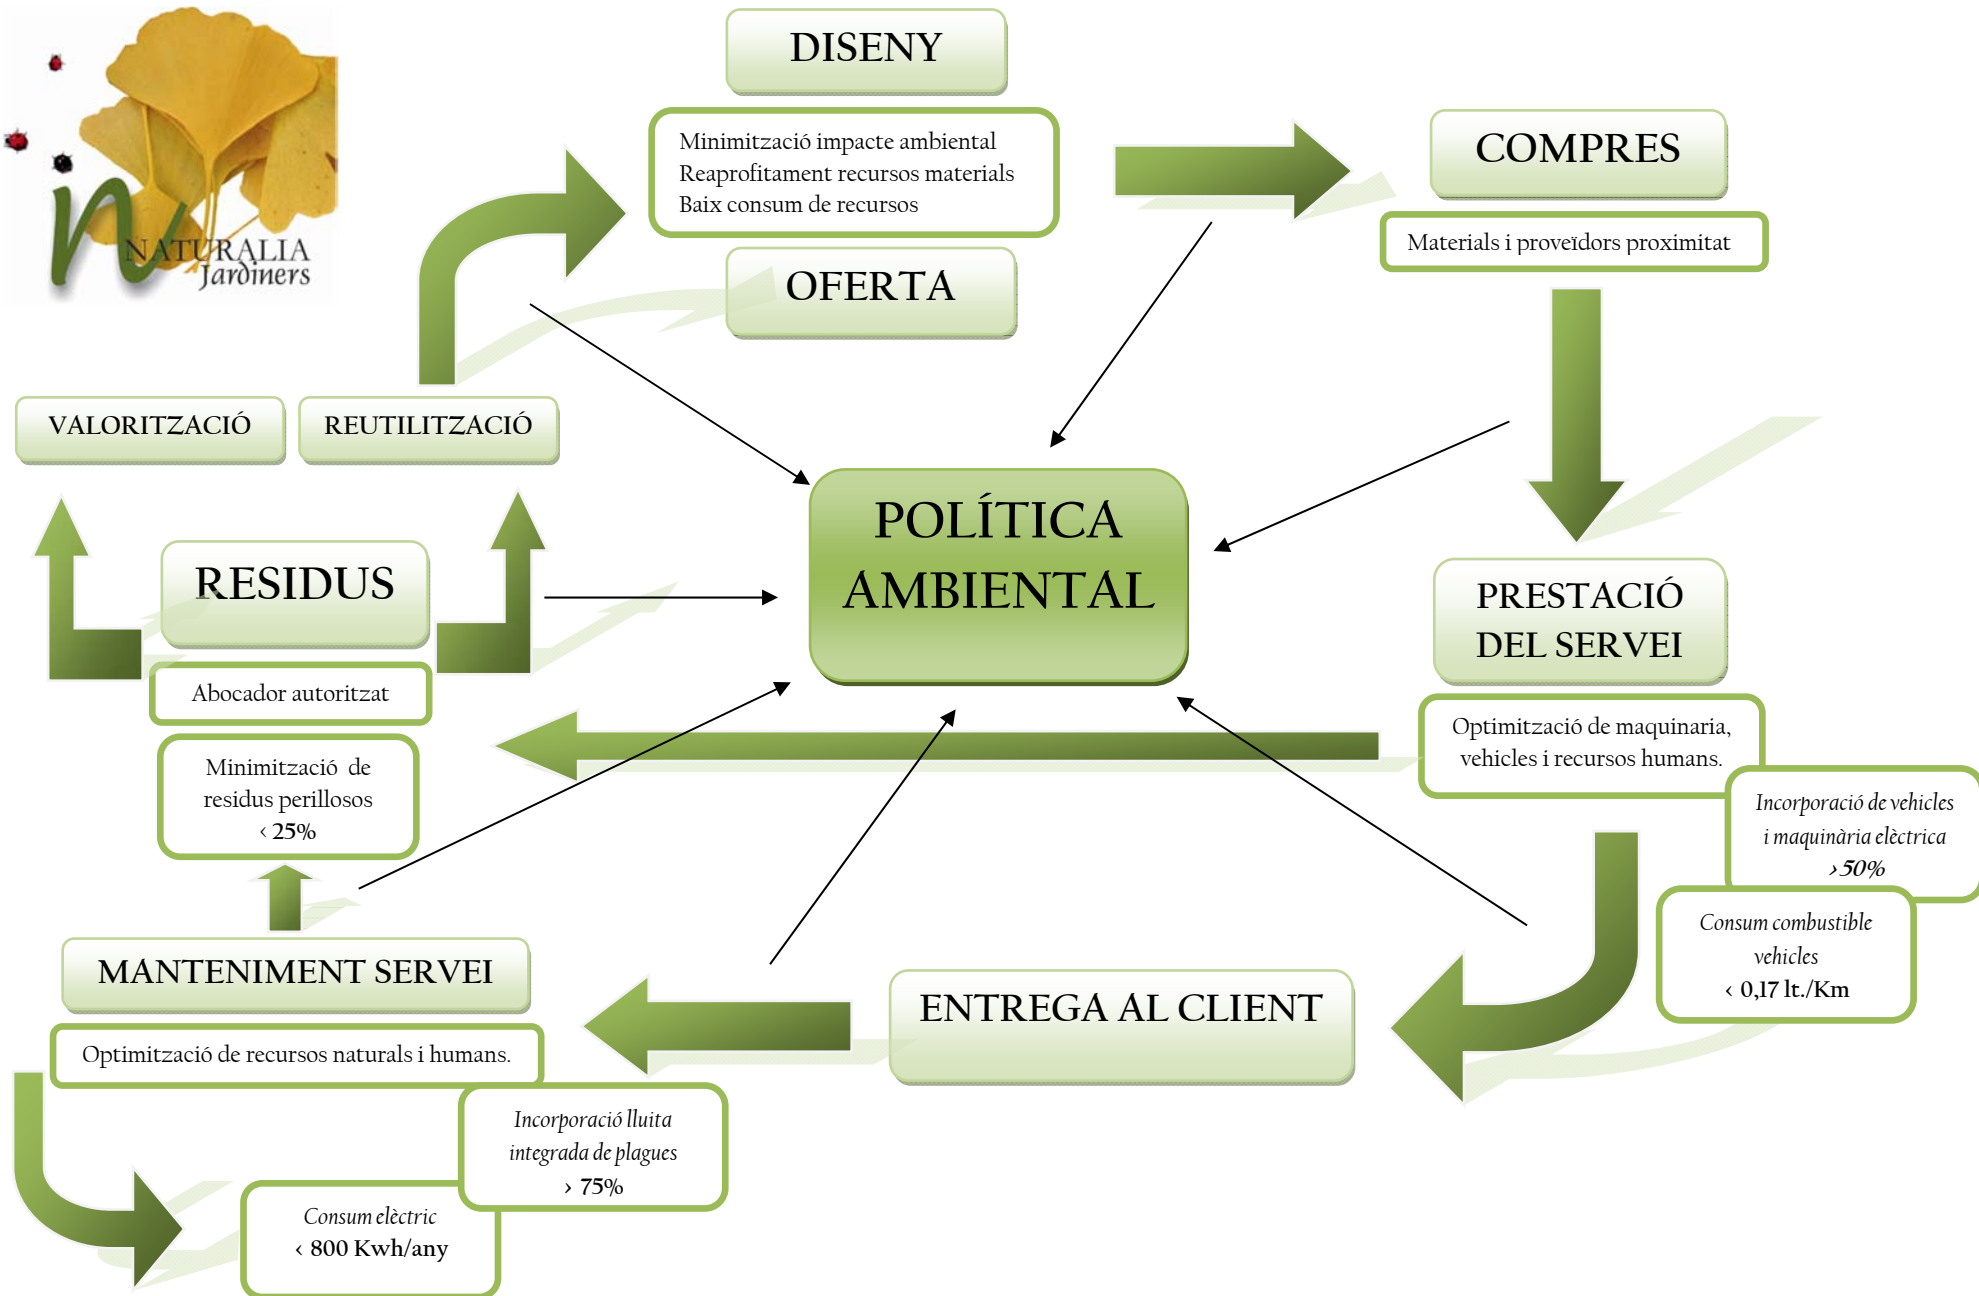 n
NATURALIA
Jardiners
DISENY
Minimització impacte ambiental
Reaprofitament recursos materials
Baix consum de recursos
OFERTA
COMPRES
Materials i proveïdors proximitat
VALORITZACIÓ
REUTILITZACIÓ
POLÍTICA
AMBIENTAL
RESIDUS
Abocador autoritzat
Minimització de
residus perillosos
‹ 25%
PRESTACIÓ
DEL SERVEI
Optimització de maquinaria,
vehicles i recursos humans.
Incorporació de vehicles
i maquinària elèctrica
› 50%
Consum combustible
vehicles
‹ 0,17 lt./Km
ENTREGA AL CLIENT
MANTENIMENT SERVEI
Optimització de recursos naturals i humans.
Incorporació lluita
integrada de plagues
› 75%
Consum elèctric
‹ 800 Kwh/any